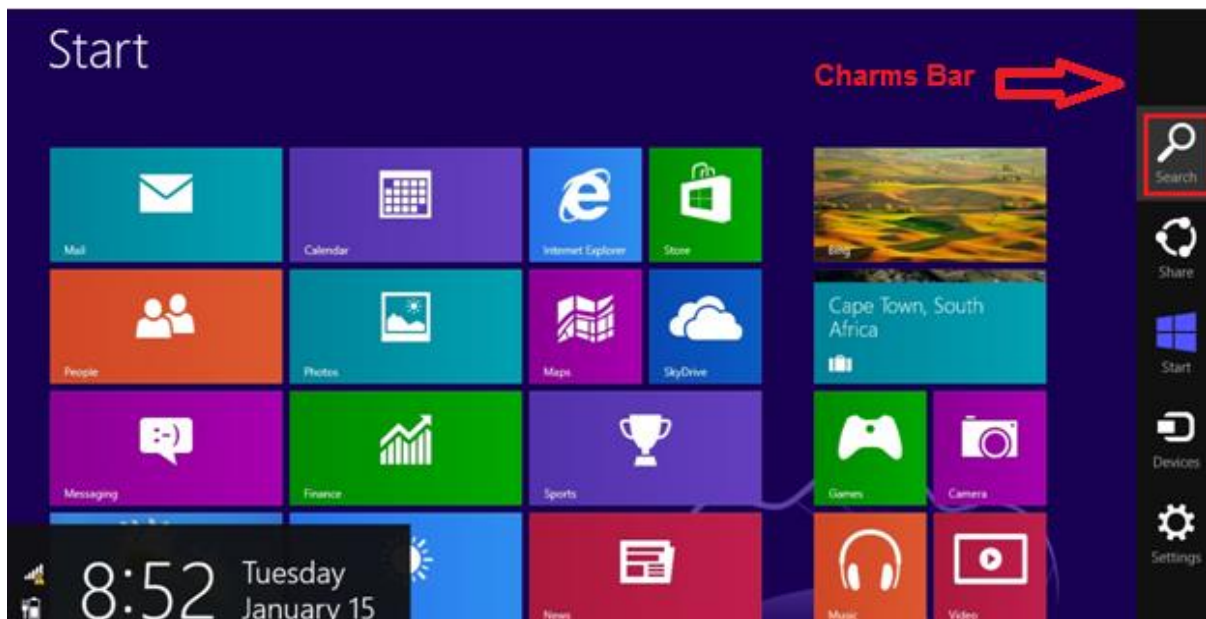 Start
Charms Bar
Search
Share
Start
Devices
Settings
Mail
Calendar
Internet Explorer
Store
Bing
People
Photos
Maps
SkyDrive
Cape Town, South
Africa
Messaging
:-)
Finance
Sports
Games
Camera
News
Music
Video
8:52
Tuesday
January 15